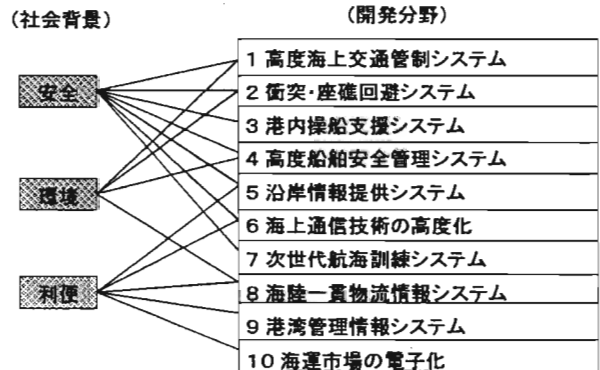 (社会背景)
(開発分野)
安全
環境
利便
1 高度海上交通管制システム
2 衝突・座礁回避システム
3 港内操船支援システム
4 高度船舶安全管理システム
5 沿岸情報提供システム
6 海上通信技術の高度化
7 次世代航海訓練システム
8 海陸一貫物流情報システム
9 港湾管理情報システム
10 海運市場の電子化